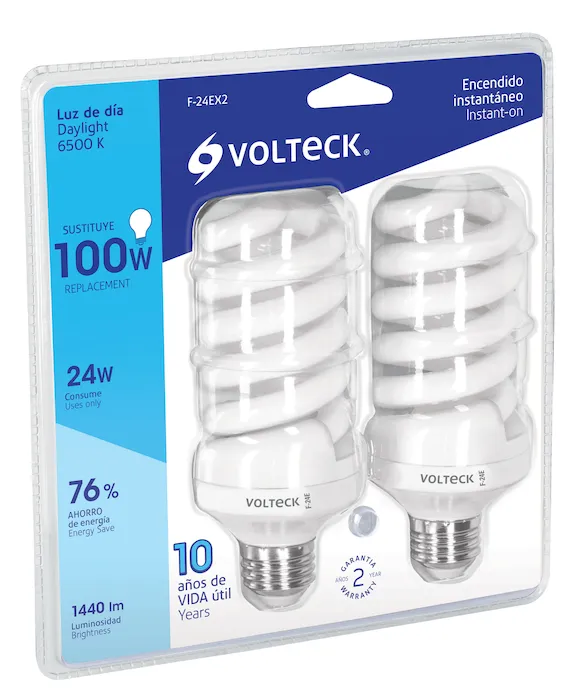 Luz de día
Daylight
6500 K
F-24EX2
Encendido
instantáneo
Instant-on
VOLTECK®
SUSTITUYE
100W
REPLACEMENT
24W
Consume
Uses only
76%
AHORRO
de energía
Energy Save
1440 lm
Luminosidad
Brightness
10
años de
VIDA útil
Years
VOLTECK
F-24E
GARANTIA
AÑOS 2 YEAR
WARRANTY
VOLTECK
F-24E